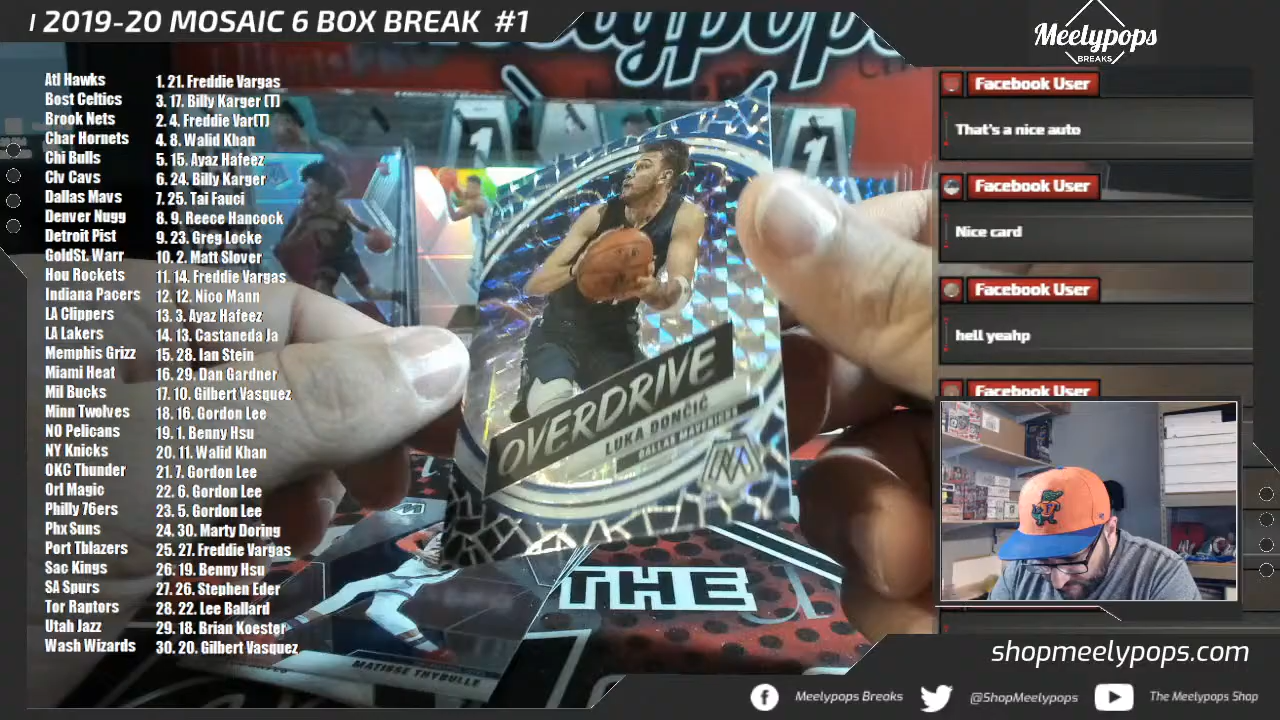 2019-20 MOSAIC 6 BOX BREAK #1
Meelypops
BREAKS
Atl Hawks 1. 21. Freddie Vargas
Bost Celtics 3. 17. Billy Karger (T)
Brook Nets 2. 4. Freddie Var(T)
Char Hornets 4. 8. Walid Khan
Chi Bulls 5. 15. Ayaz Hafeez
Clv Cavs 6. 24. Billy Karger
Dallas Mavs 7. 25. Tai Fauci
Denver Nugg 8. 9. Reece Hancock
Detroit Pist 9. 23. Greg Locke
GoldSt. Warr 10. 2. Matt Slover
Hou Rockets 11. 14. Freddie Vargas
Indiana Pacers 12. 12. Nico Mann
LA Clippers 13. 3. Ayaz Hafeez
LA Lakers 14. 13. Castaneda Ja
Memphis Grizz 15. 28. Ian Stein
Miami Heat 16. 29. Dan Gardner
Mil Bucks 17. 10. Gilbert Vasquez
Minn Twolves 18. 16. Gordon Lee
NO Pelicans 19. 1. Benny Hsu
NY Knicks 20. 11. Walid Khan
OKC Thunder 21. 7. Gordon Lee
Orl Magic 22. 6. Gordon Lee
Philly 76ers 23. 5. Gordon Lee
Phx Suns 24. 30. Marty Doring
Port Tblazers 25. 27. Freddie Vargas
Sac Kings 26. 19. Benny Hsu
SA Spurs 27. 26. Stephen Eder
Tor Raptors 28. 22. Lee Ballard
Utah Jazz 29. 18. Brian Koester
Wash Wizards 30. 20. Gilbert Vasquez
OVERDRIVE
LUKA DONČIĆ
DALLAS MAVERICKS
THE
MATISSE THYBULLE
Facebook User
That's a nice auto
Facebook User
Nice card
Facebook User
hell yeahp
Facebook User
shopmeelypops.com
Meelypops Breaks
@ShopMeelypops
The Meelypops Shop